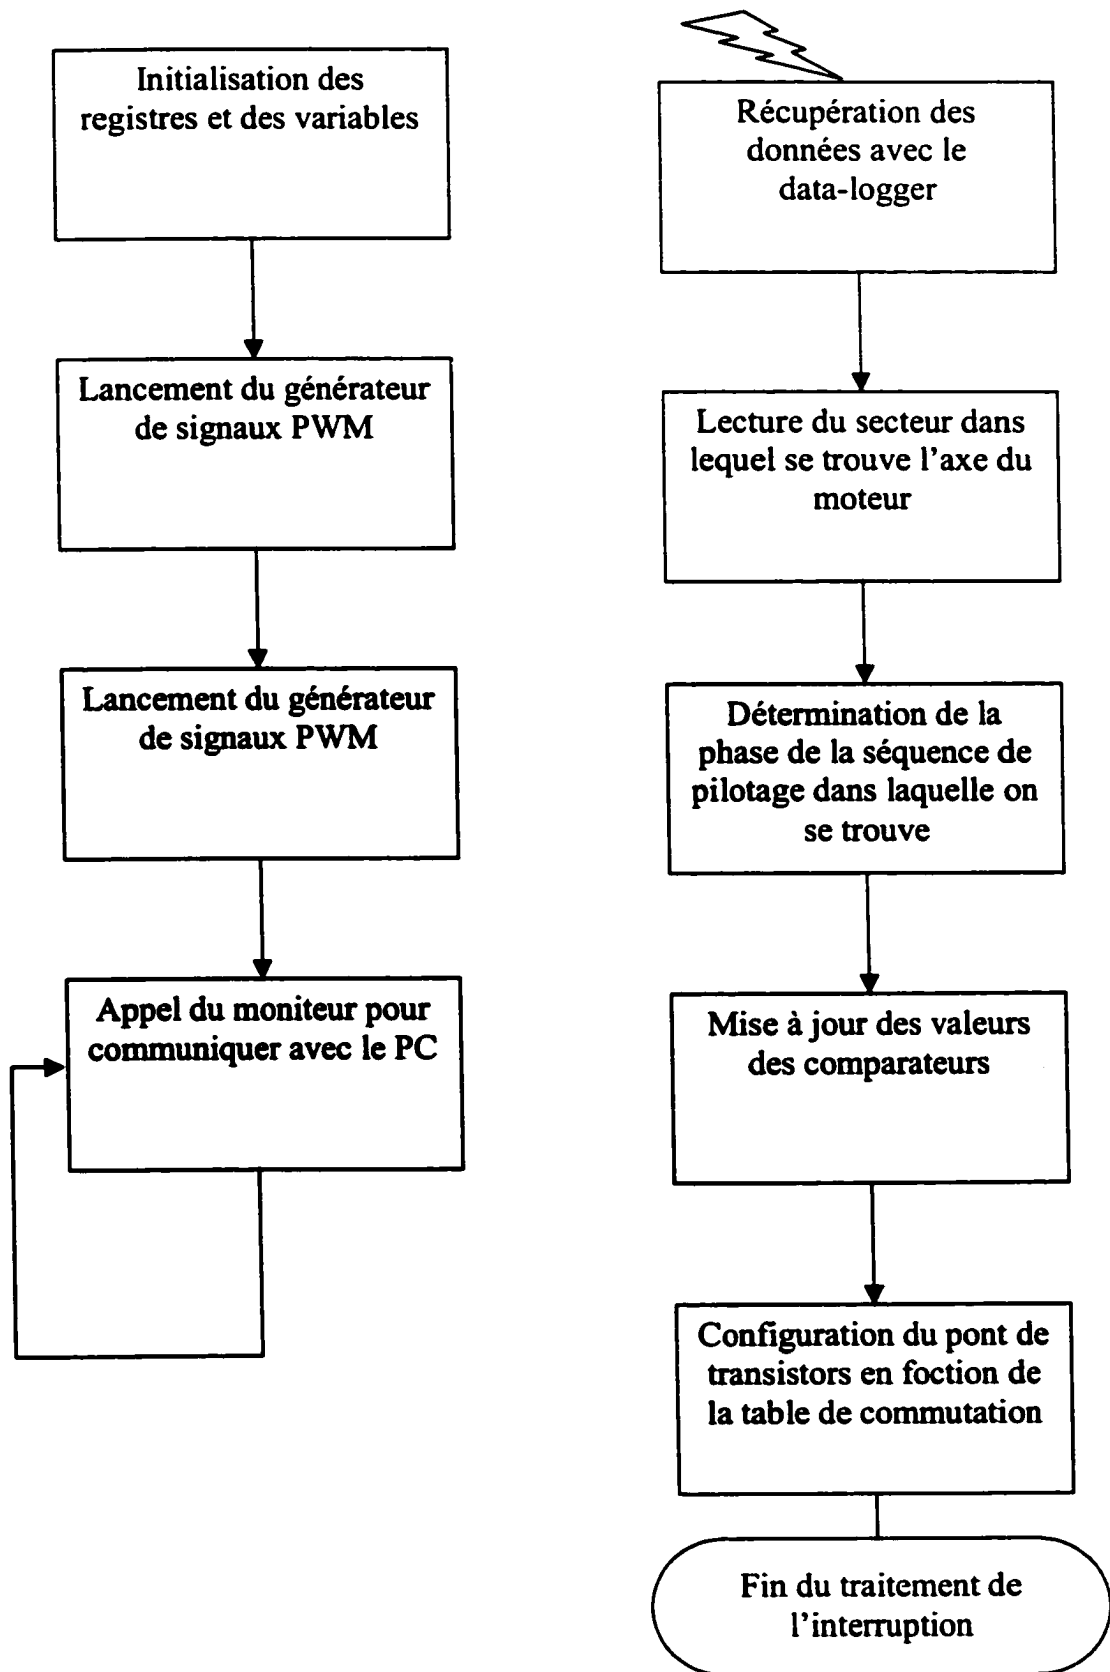 Initialisation des
registres et des variables
Lancement du générateur
de signaux PWM
Lancement du générateur
de signaux PWM
Appel du moniteur pour
communiquer avec le PC
Récupération des
données avec le
data-logger
Lecture du secteur dans
lequel se trouve l'axe du
moteur
Détermination de la
phase de la séquence de
pilotage dans laquelle on
se trouve
Mise à jour des valeurs
des comparateurs
Configuration du pont de
transistors en foction de
la table de commutation
Fin du traitement de
l'interruption